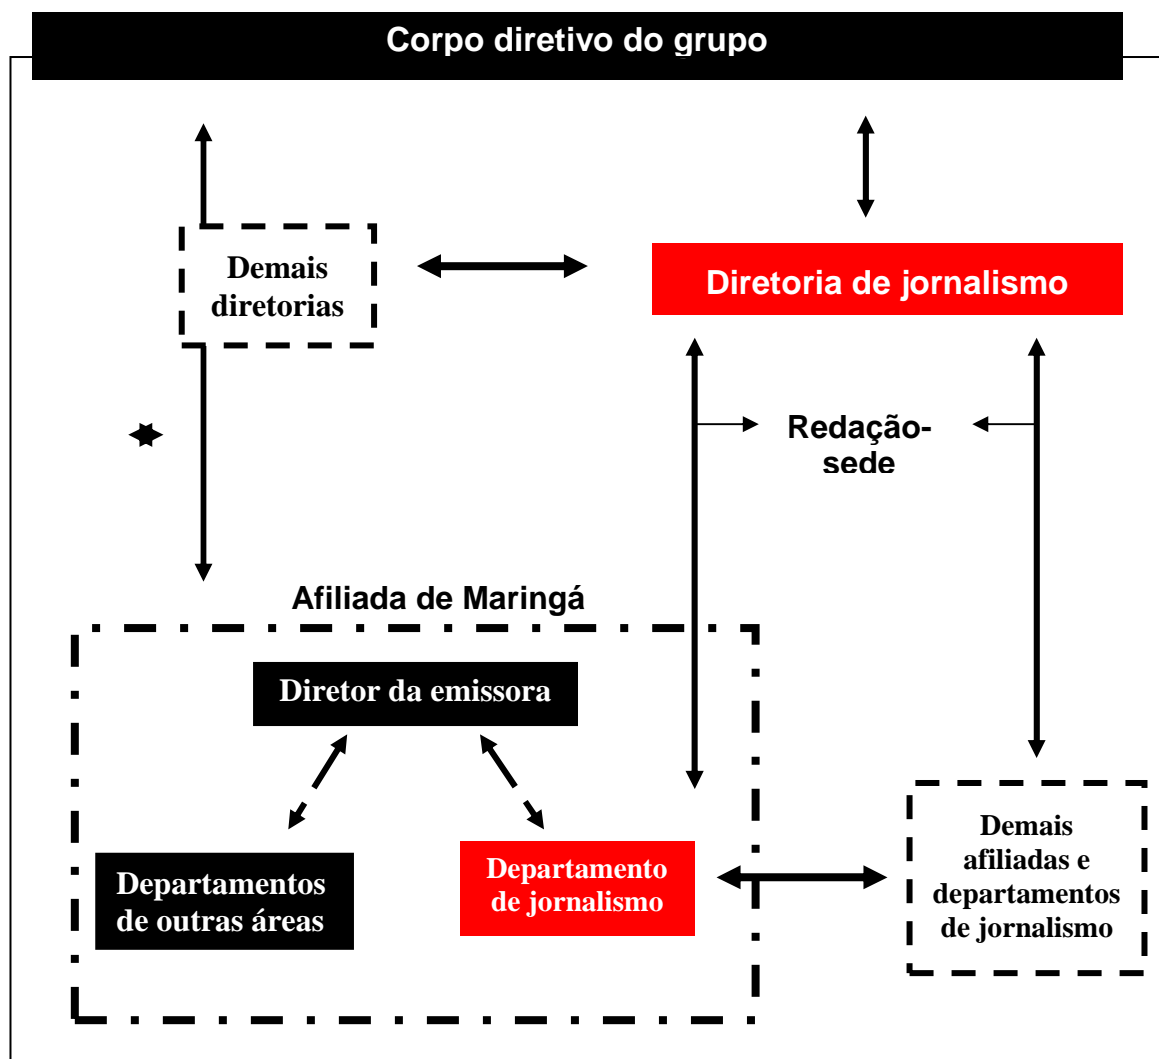 Corpo diretivo do grupo
Demais
diretorias
Diretoria de jornalismo
Redação-
sede
Afiliada de Maringá
Diretor da emissora
Departamentos
de outras áreas
Departamento
de jornalismo
Demais
afiliadas e
departamentos
de jornalismo